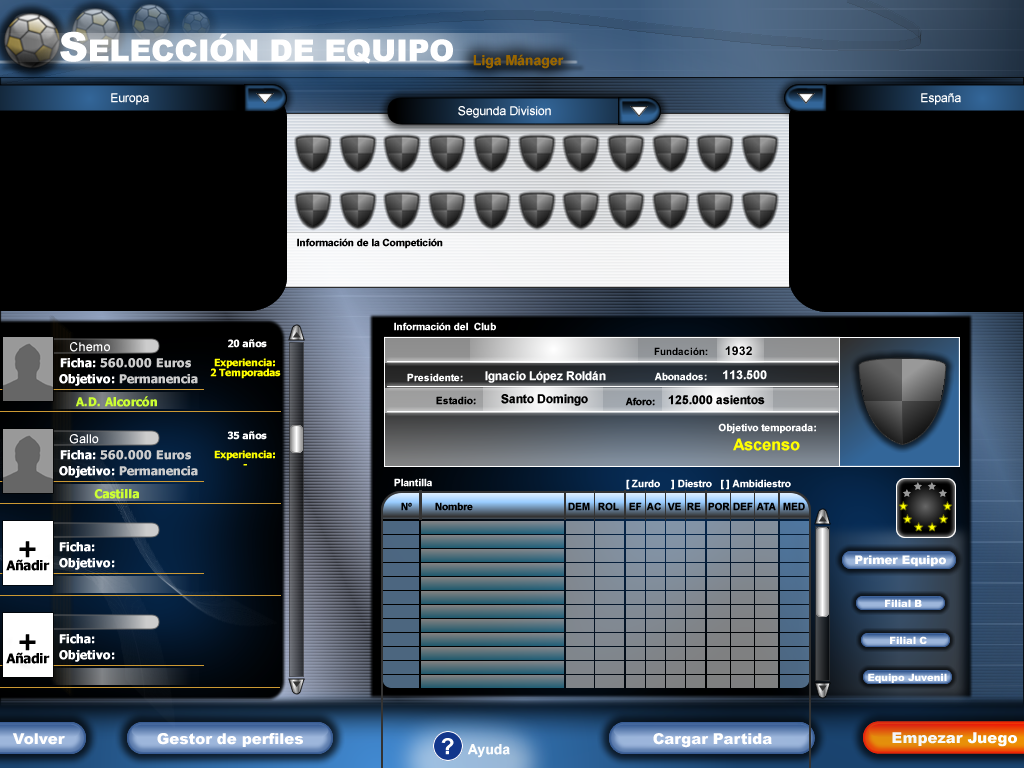 SELECCIÓN DE EQUIPO
Liga Mánager
Europa
Segunda Division
España
Información de la Competición
Chemo
20 años
Ficha: 560.000 Euros
Experiencia:
2 Temporadas
Objetivo: Permanencia
A.D. Alcorcón
Gallo
35 años
Ficha: 560.000 Euros
Experiencia:
-
Objetivo: Permanencia
Castilla
+
Añadir
Ficha:
Objetivo:
+
Añadir
Ficha:
Objetivo:
Información del Club
Fundación: 1932
Presidente: Ignacio López Roldán Abonados: 113.500
Estadio: Santo Domingo Aforo: 125.000 asientos
Objetivo temporada:
Ascenso
Plantilla [ Zurdo ] Diestro [ ] Ambidiestro
Nº Nombre DEM ROL EF AC VE RE POR DEF ATA MED
Primer Equipo
Filial B
Filial C
Equipo Juvenil
Volver
Gestor de perfiles
? Ayuda
Cargar Partida
Empezar Juego